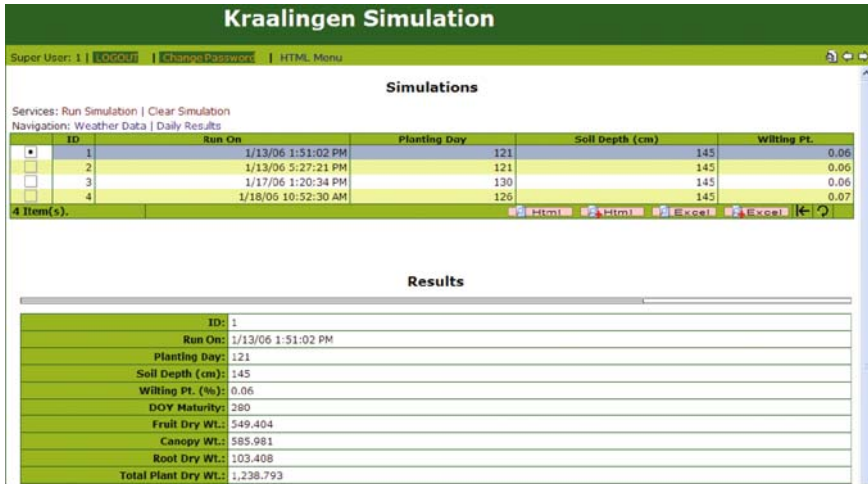 Kraalingen Simulation
Super User: 1 | LOGOUT | Change Password | HTML Menu
Simulations
Services: Run Simulation | Clear Simulation
Navigation: Weather Data | Daily Results
ID Run On Planting Day Soil Depth (cm) Wilting Pt.
1 1/13/06 1:51:02 PM 121 145 0.06
2 1/13/06 5:27:21 PM 121 145 0.06
3 1/17/06 1:20:34 PM 130 145 0.06
4 1/18/06 10:52:30 AM 126 145 0.07
4 Item(s). Html Html Excel Excel
Results
ID: 1
Run On: 1/13/06 1:51:02 PM
Planting Day: 121
Soil Depth (cm): 145
Wilting Pt. (%): 0.06
DOY Maturity: 280
Fruit Dry Wt.: 549.404
Canopy Wt.: 585.981
Root Dry Wt.: 103.408
Total Plant Dry Wt.: 1,238.793